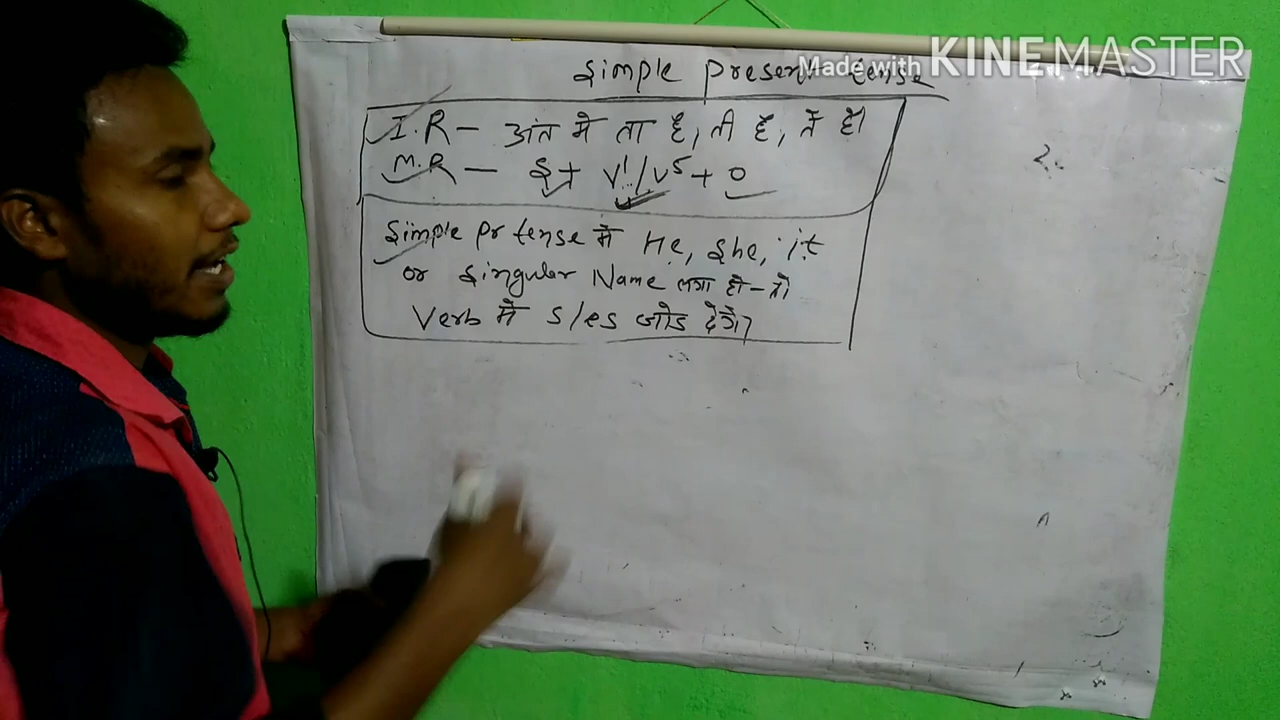 Simple present tense
Made with KINEMASTER
I.R - अंत में ता है, ती है, ते हैं।
M.R - S + V¹/V⁵ + O
2.
Simple pr tense में He, she, it
or singular Name लगा हो - तो
Verb में s/es जोड देंगे।